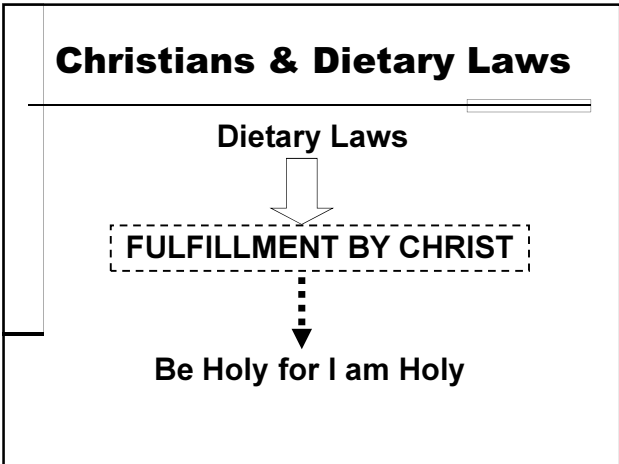 Christians & Dietary Laws
Dietary Laws
FULFILLMENT BY CHRIST
Be Holy for I am Holy